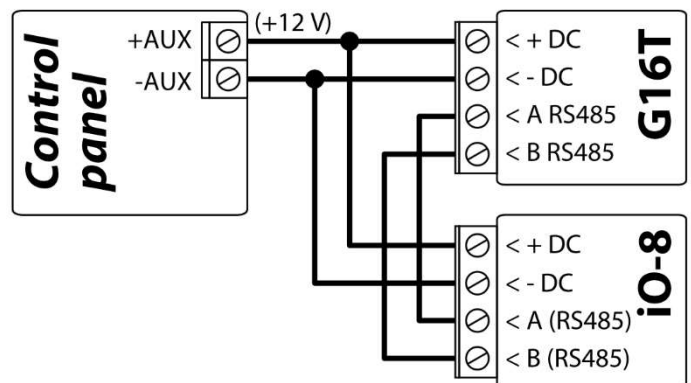 Control
panel
+AUX
-AUX
(+12 V)
< + DC
< - DC
< A RS485
< B RS485
G16T
< + DC
< - DC
< A (RS485)
< B (RS485)
iO-8